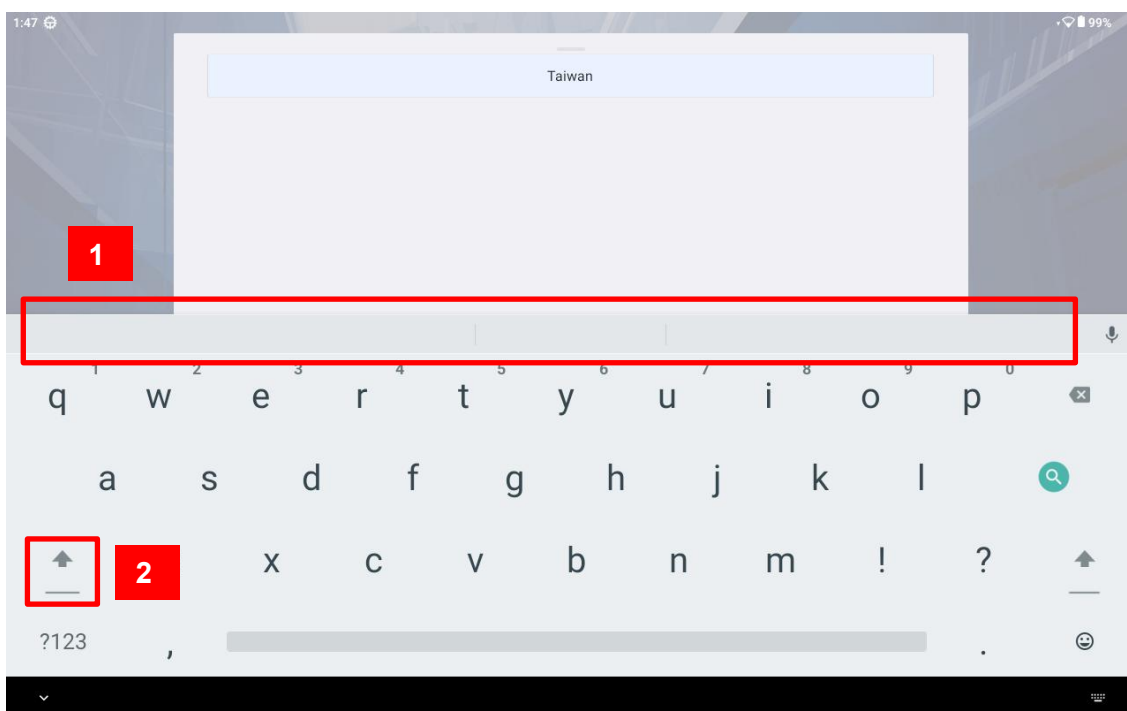 1:47 99%
Taiwan
1
1 2 3 4 5 6 7 8 9 0
q w e r t y u i o p
a s d f g h j k l
2 x c v b n m ! ?
?123 , .